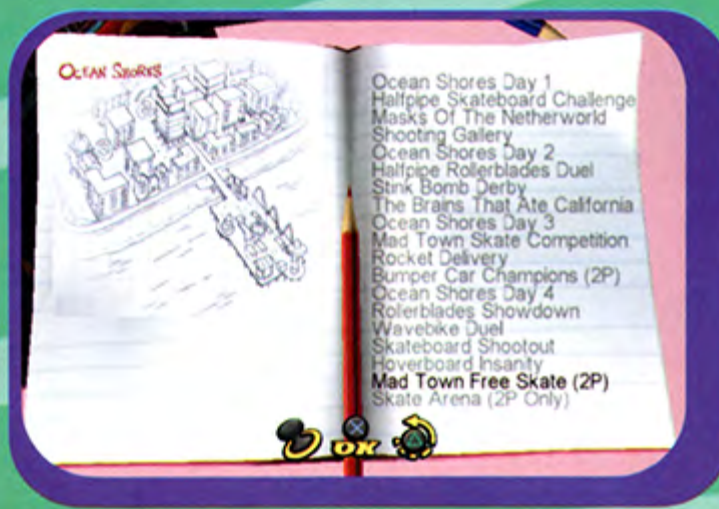 OCEAN SHORES
Ocean Shores Day 1
Halfpipe Skateboard Challenge
Masks Of The Netherworld
Shooting Gallery
Ocean Shores Day 2
Halfpipe Rollerblades Duel
Stink Bomb Derby
The Brains That Ate California
Ocean Shores Day 3
Mad Town Skate Competition
Rocket Delivery
Bumper Car Champions (2P)
Ocean Shores Day 4
Rollerblades Showdown
Wavebike Duel
Skateboard Shootout
Hoverboard Insanity
Mad Town Free Skate (2P)
Skate Arena (2P Only)
OK